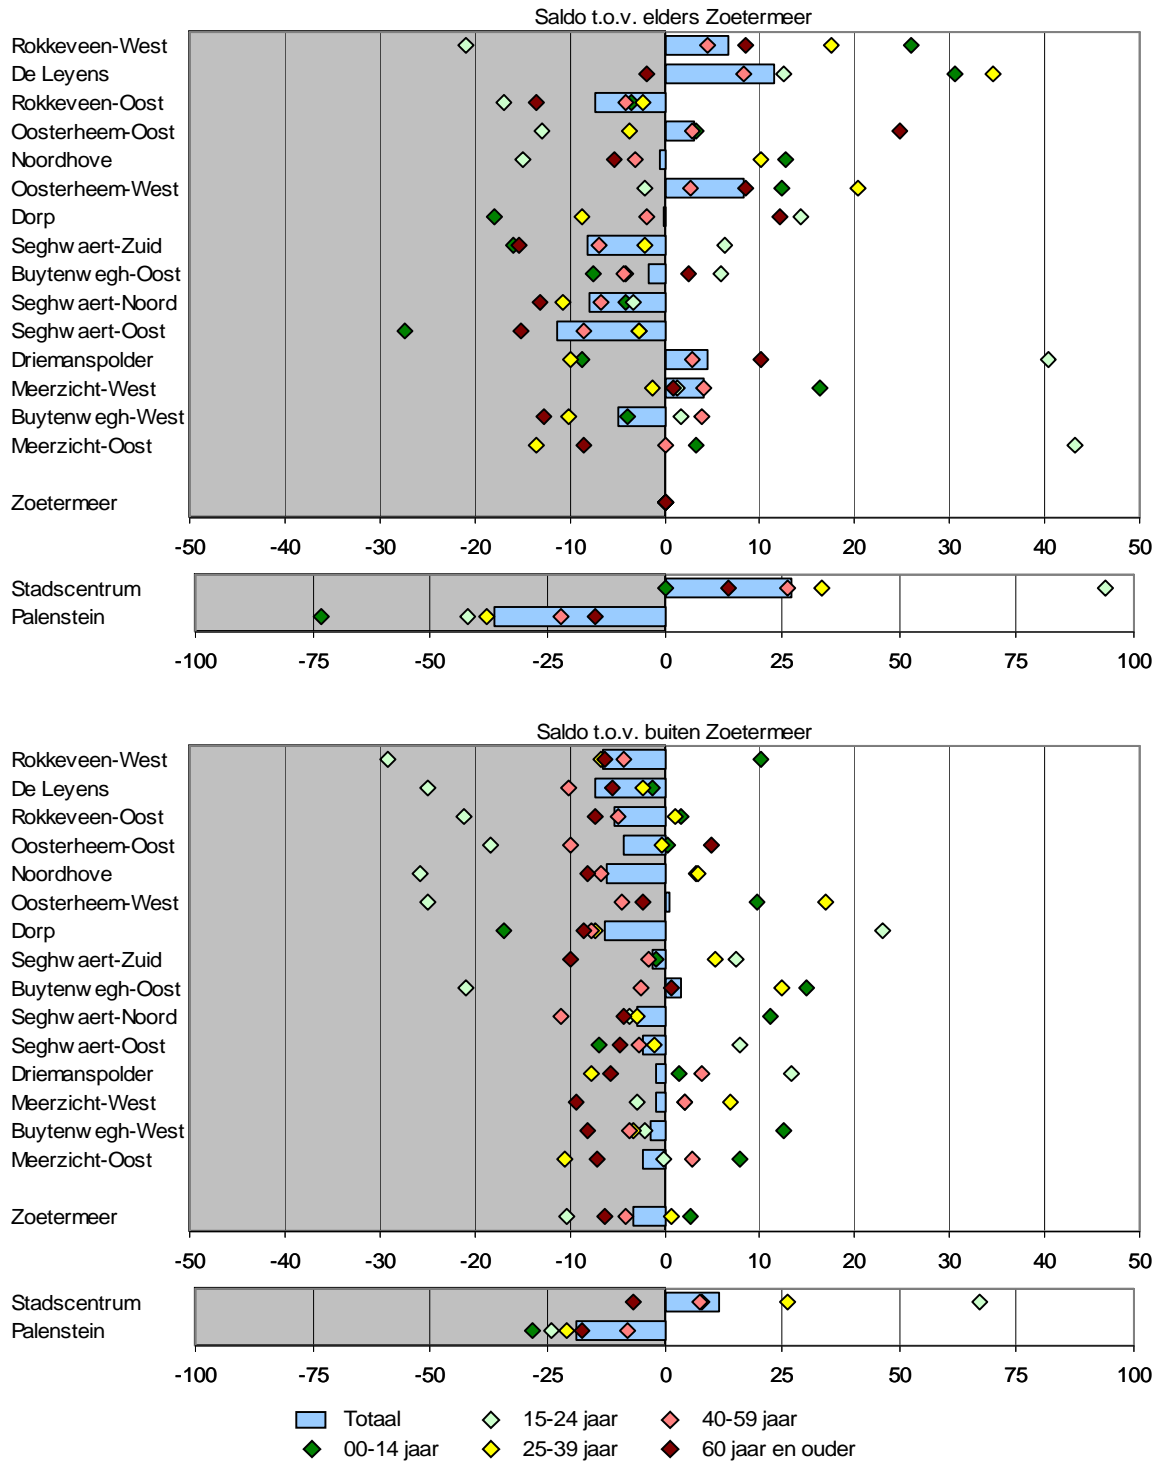 Saldo t.o.v. elders Zoetermeer
Rokkeveen-West
De Leyens
Rokkeveen-Oost
Oosterheem-Oost
Noordhove
Oosterheem-West
Dorp
Seghwaert-Zuid
Buytenwegh-Oost
Seghwaert-Noord
Seghwaert-Oost
Driemanspolder
Meerzicht-West
Buytenwegh-West
Meerzicht-Oost
Zoetermeer
-50 -40 -30 -20 -10 0 10 20 30 40 50
Stadscentrum
Palenstein
-100 -75 -50 -25 0 25 50 75 100
Saldo t.o.v. buiten Zoetermeer
Rokkeveen-West
De Leyens
Rokkeveen-Oost
Oosterheem-Oost
Noordhove
Oosterheem-West
Dorp
Seghwaert-Zuid
Buytenwegh-Oost
Seghwaert-Noord
Seghwaert-Oost
Driemanspolder
Meerzicht-West
Buytenwegh-West
Meerzicht-Oost
Zoetermeer
-50 -40 -30 -20 -10 0 10 20 30 40 50
Stadscentrum
Palenstein
-100 -75 -50 -25 0 25 50 75 100
Totaal 15-24 jaar 40-59 jaar
00-14 jaar 25-39 jaar 60 jaar en ouder